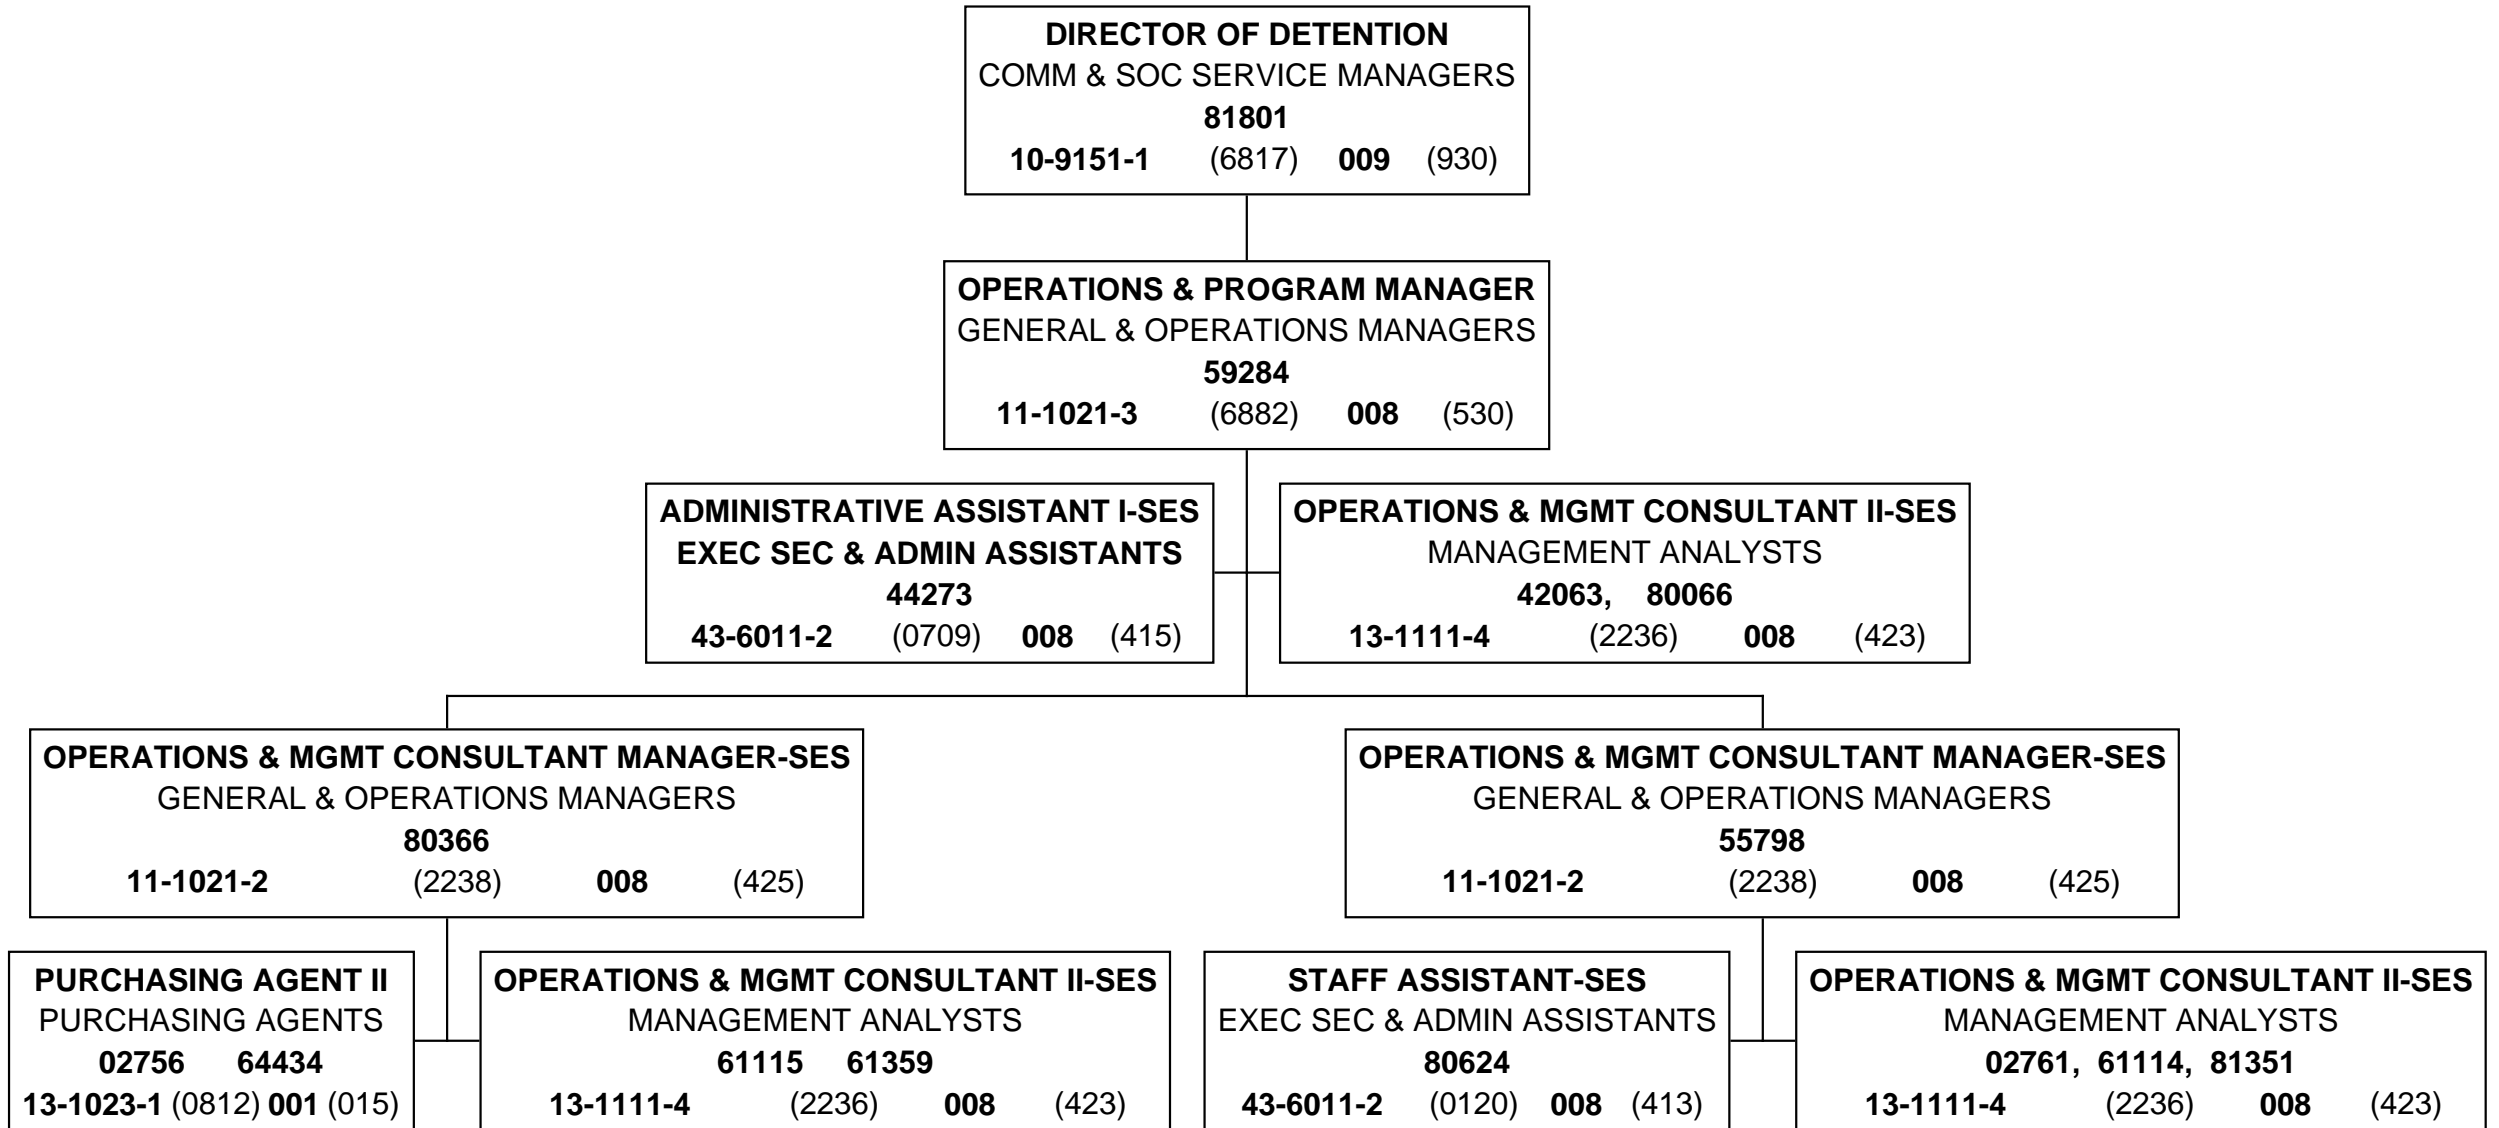 DIRECTOR OF DETENTION
COMM & SOC SERVICE MANAGERS
81801
10-9151-1 (6817) 009 (930)
OPERATIONS & PROGRAM MANAGER
GENERAL & OPERATIONS MANAGERS
59284
11-1021-3 (6882) 008 (530)
ADMINISTRATIVE ASSISTANT I-SES
EXEC SEC & ADMIN ASSISTANTS
44273
43-6011-2 (0709) 008 (415)
OPERATIONS & MGMT CONSULTANT II-SES
MANAGEMENT ANALYSTS
42063, 80066
13-1111-4 (2236) 008 (423)
OPERATIONS & MGMT CONSULTANT MANAGER-SES
GENERAL & OPERATIONS MANAGERS
80366
11-1021-2 (2238) 008 (425)
OPERATIONS & MGMT CONSULTANT MANAGER-SES
GENERAL & OPERATIONS MANAGERS
55798
11-1021-2 (2238) 008 (425)
PURCHASING AGENT II
PURCHASING AGENTS
02756 64434
13-1023-1 (0812) 001 (015)
OPERATIONS & MGMT CONSULTANT II-SES
MANAGEMENT ANALYSTS
61115 61359
13-1111-4 (2236) 008 (423)
STAFF ASSISTANT-SES
EXEC SEC & ADMIN ASSISTANTS
80624
43-6011-2 (0120) 008 (413)
OPERATIONS & MGMT CONSULTANT II-SES
MANAGEMENT ANALYSTS
02761, 61114, 81351
13-1111-4 (2236) 008 (423)